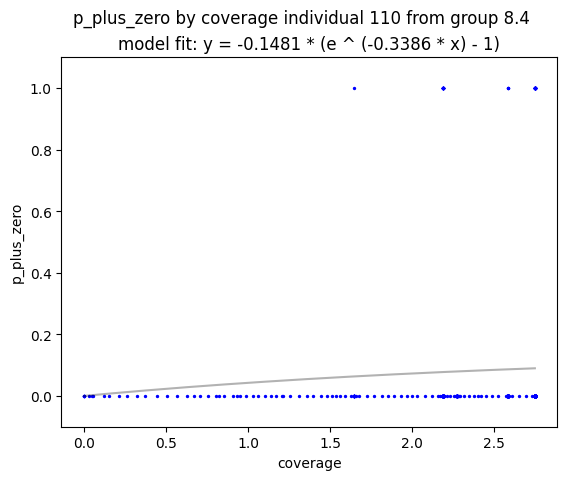 p_plus_zero by coverage individual 110 from group 8.4
model fit: y = -0.1481 * (e ^ (-0.3386 * x) - 1)
1.0
0.8
0.6
0.4
0.2
0.0
p_plus_zero
0.0 0.5 1.0 1.5 2.0 2.5
coverage